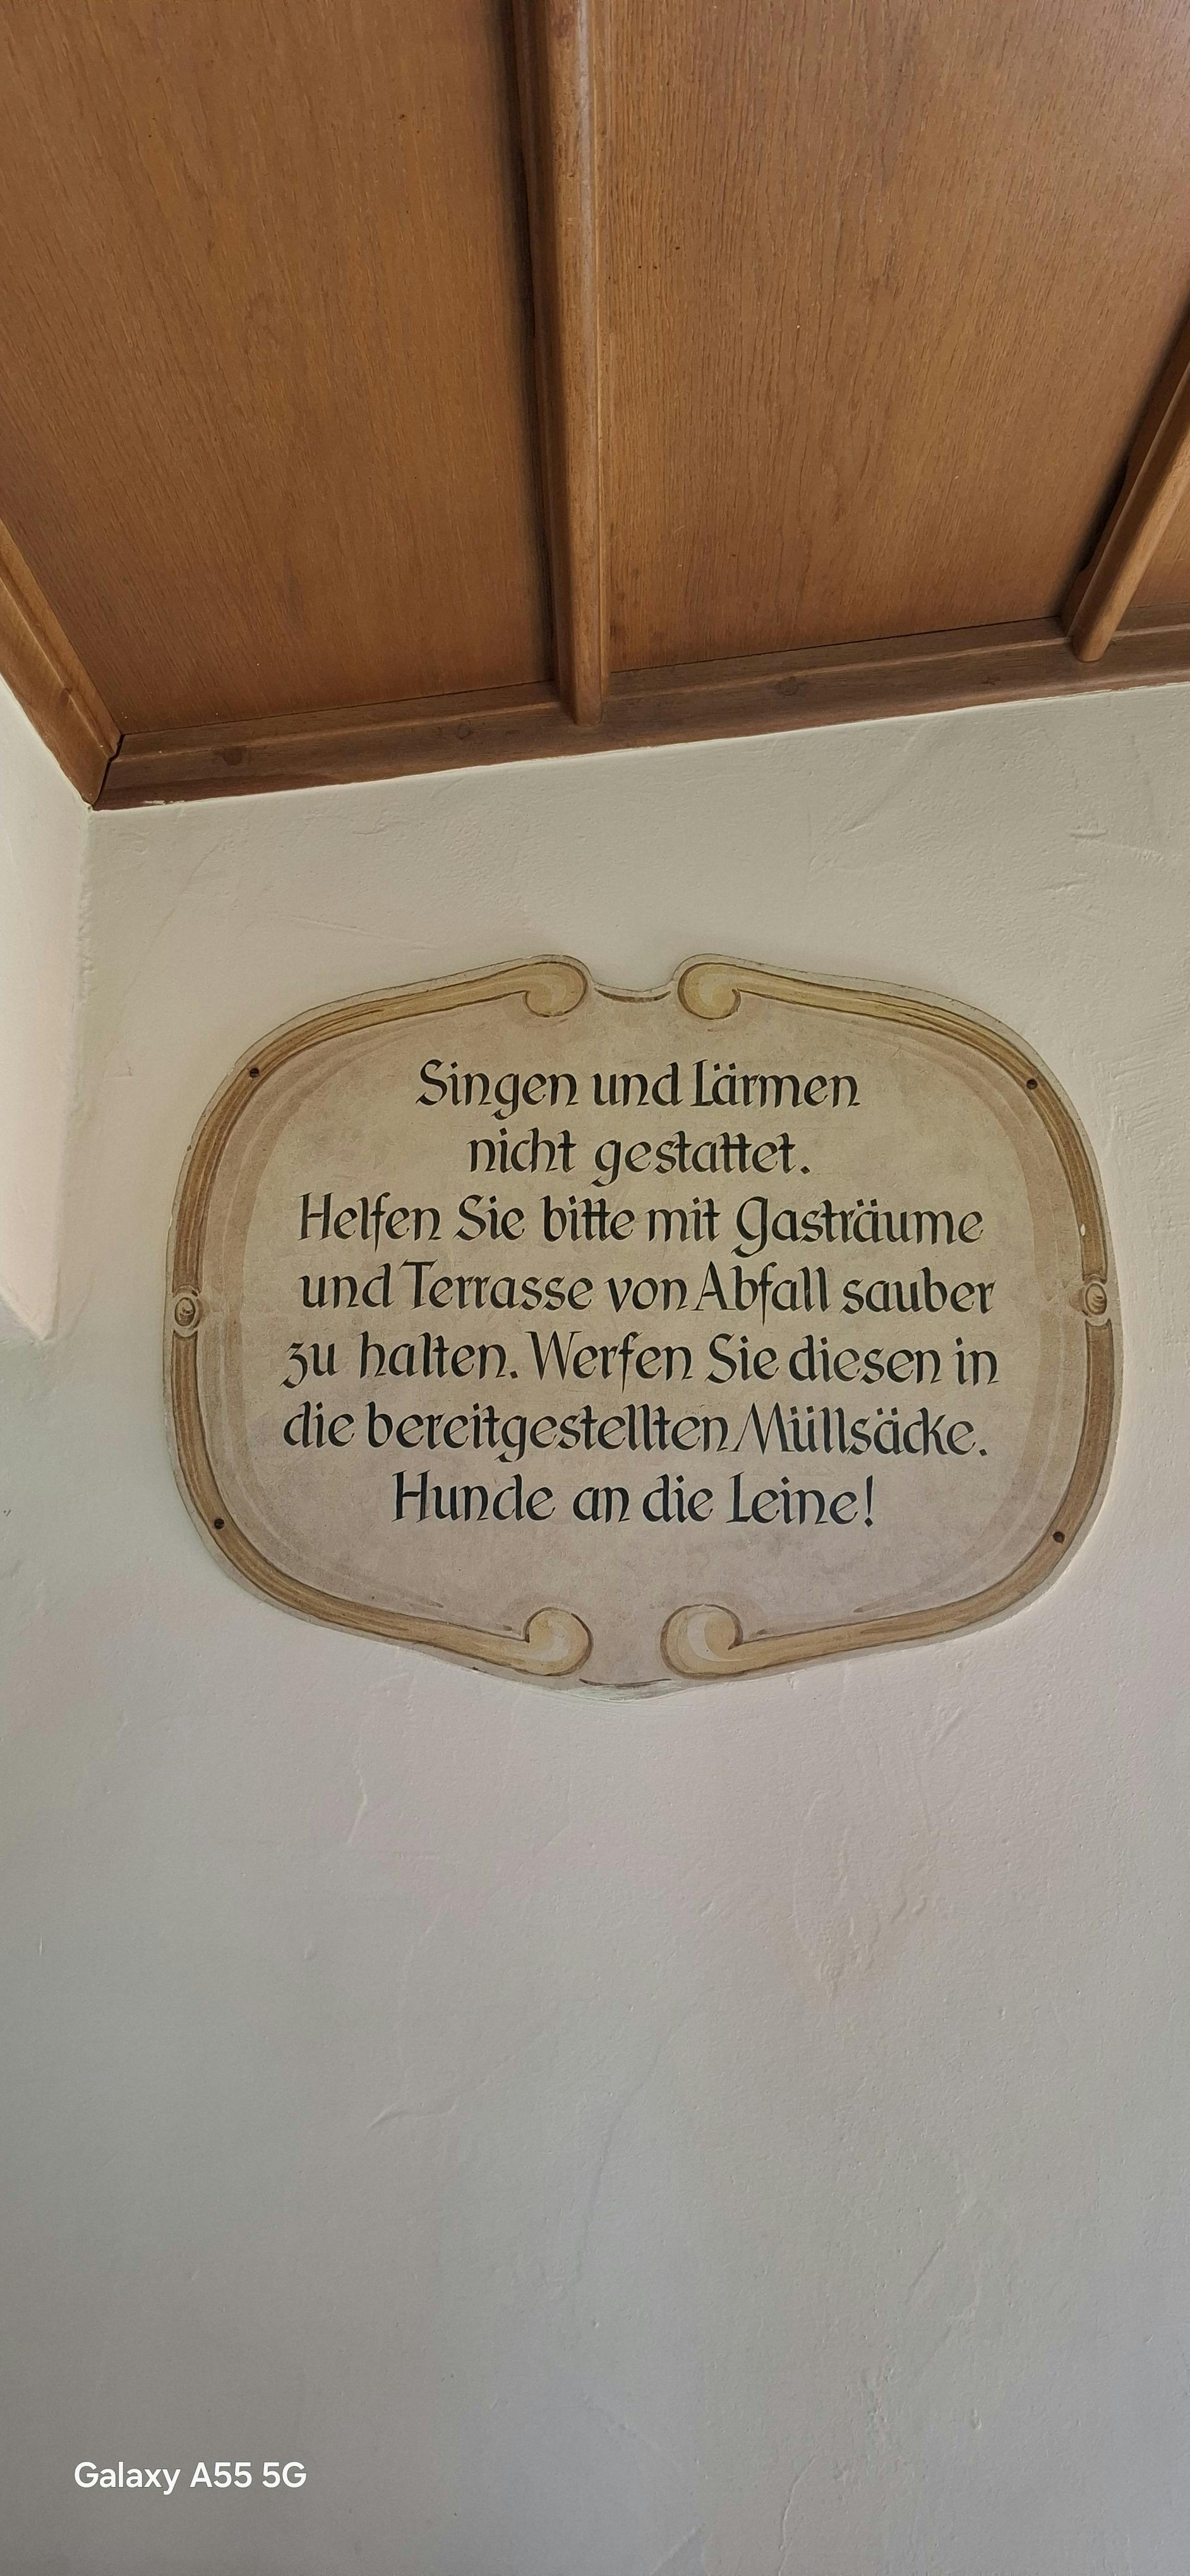 Singen und Lärmen
nicht gestattet.
Helfen Sie bitte mit Gasträume
und Terrasse von Abfall sauber
zu halten. Werfen Sie diesen in
die bereitgestellten Müllsäcke.
Hunde an die Leine!
Galaxy A55 5G